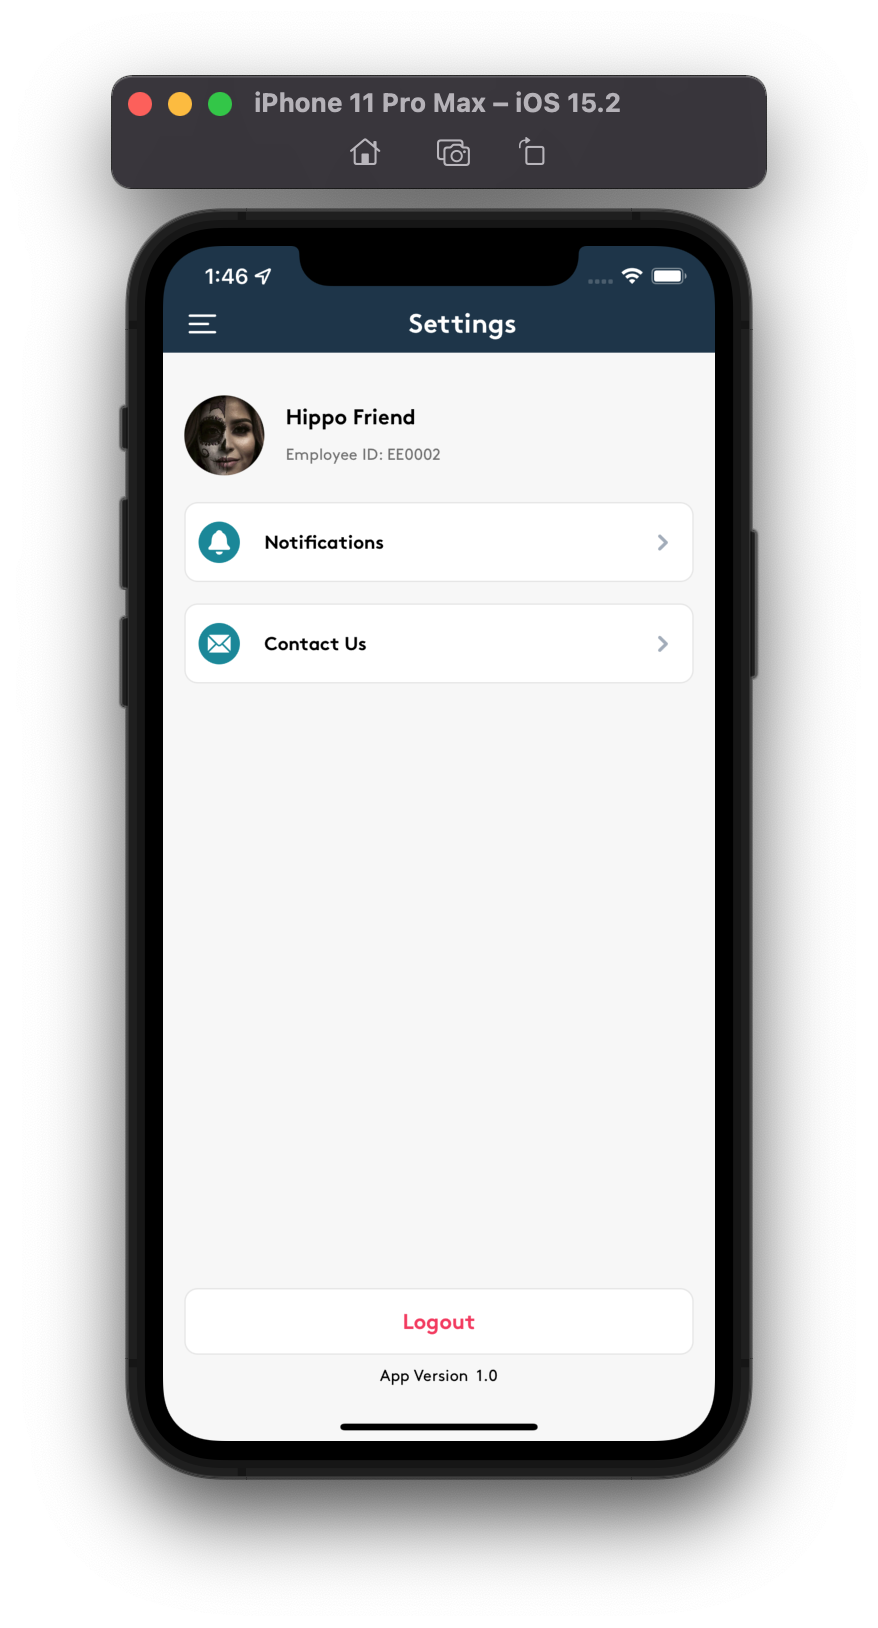 iPhone 11 Pro Max – iOS 15.2
1:46
Settings
Hippo Friend
Employee ID: EE0002
Notifications
Contact Us
Logout
App Version 1.0